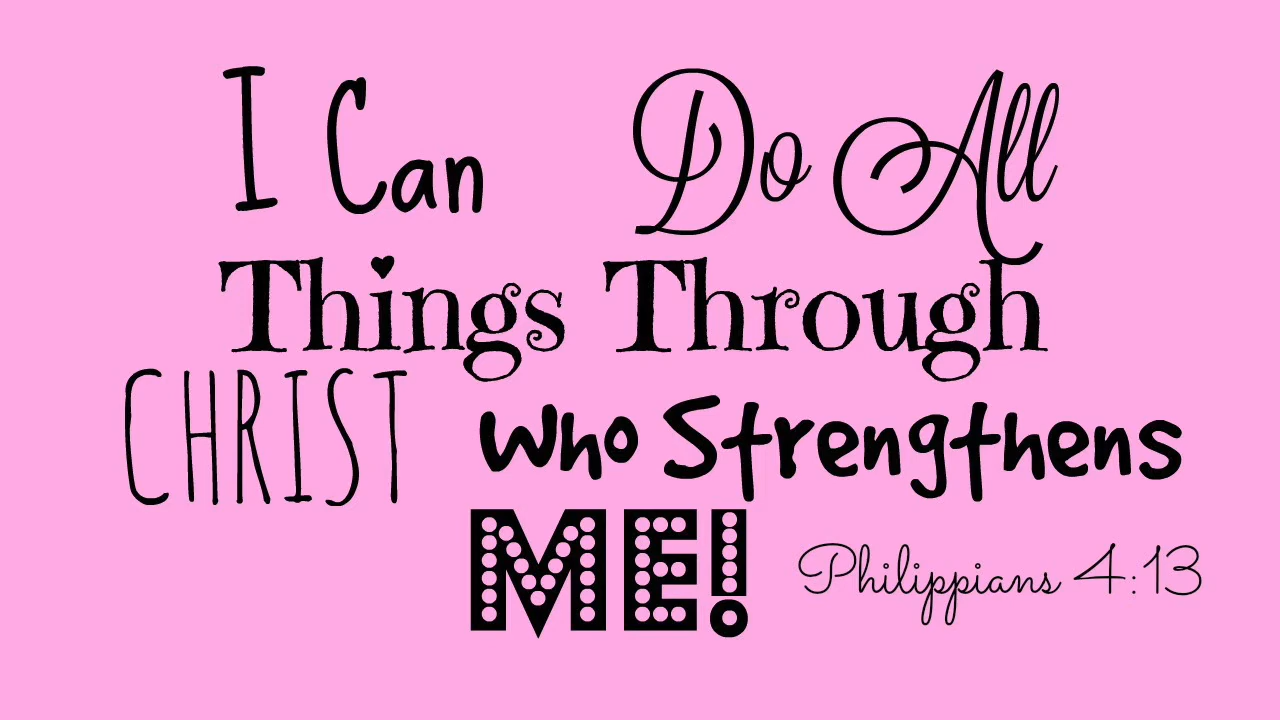 I Can Do All
Things Through
CHRIST Who Strengthens
ME! Philippians 4:13